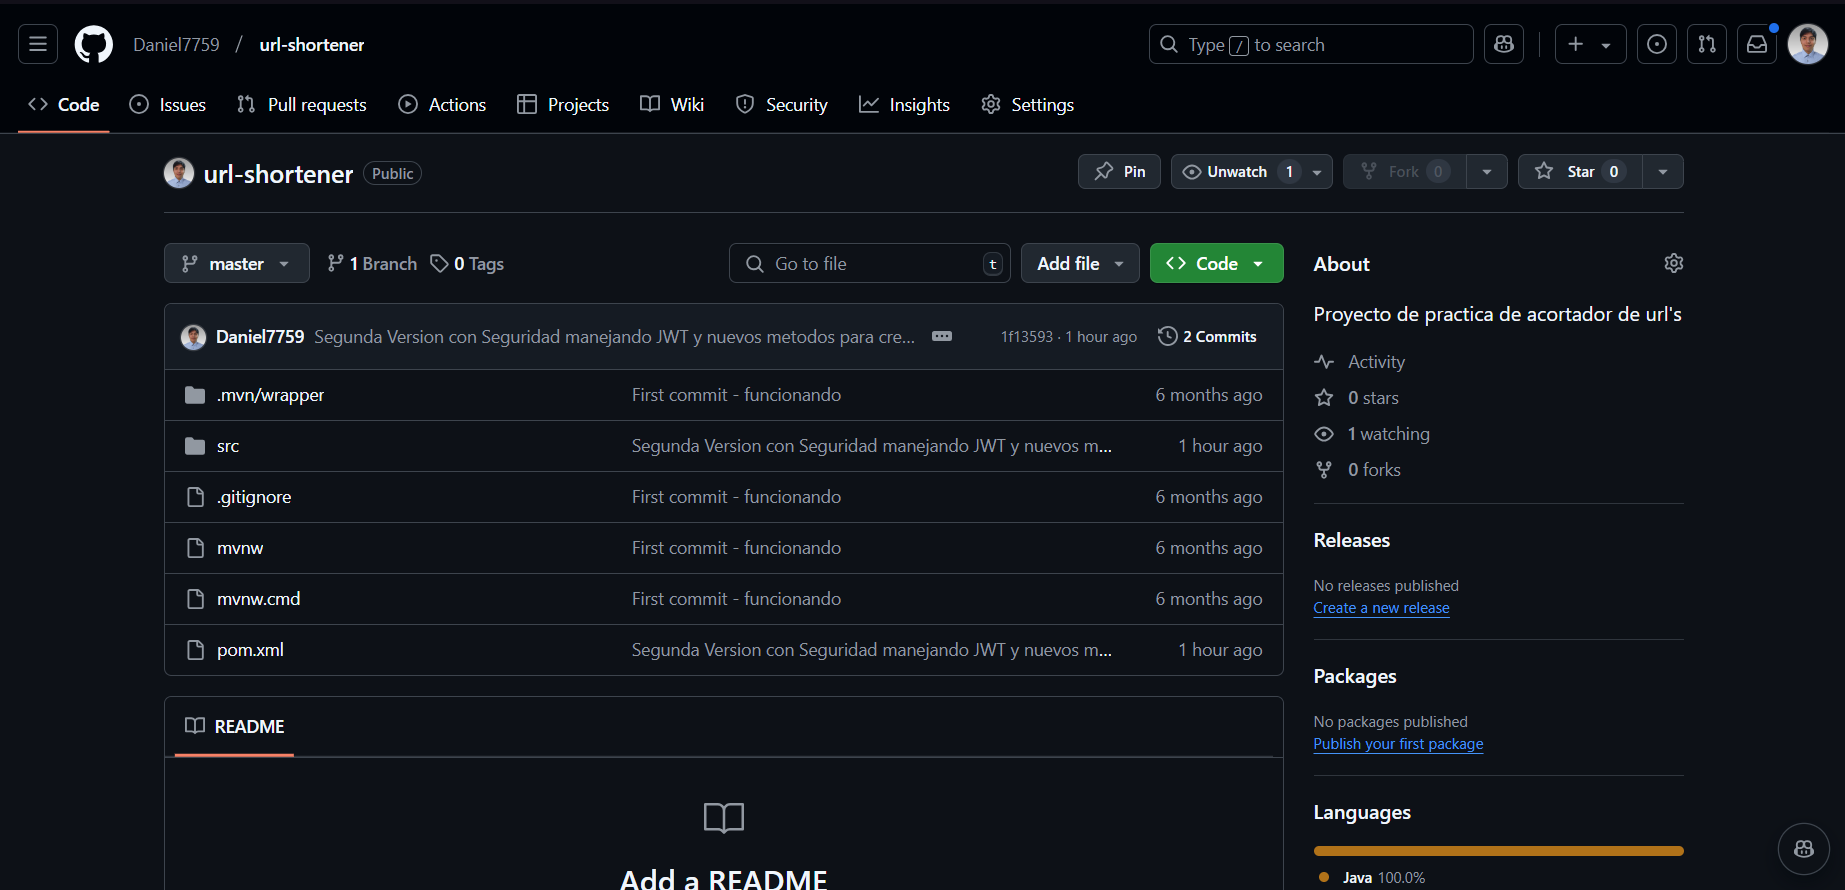 Daniel7759 / url-shortener
Type / to search
Code Issues Pull requests Actions Projects Wiki Security Insights Settings
url-shortener Public
Pin Unwatch 1 Fork 0 Star 0
master 1 Branch 0 Tags
Go to file t Add file Code
Daniel7759 Segunda Version con Seguridad manejando JWT y nuevos metodos para cre... 1f13593 · 1 hour ago 2 Commits
.mvn/wrapper First commit - funcionando 6 months ago
src Segunda Version con Seguridad manejando JWT y nuevos m... 1 hour ago
.gitignore First commit - funcionando 6 months ago
mvnw First commit - funcionando 6 months ago
mvnw.cmd First commit - funcionando 6 months ago
pom.xml Segunda Version con Seguridad manejando JWT y nuevos m... 1 hour ago
README
Add a README
About
Proyecto de practica de acortador de url's
Activity
0 stars
1 watching
0 forks
Releases
No releases published
Create a new release
Packages
No packages published
Publish your first package
Languages
Java 100.0%